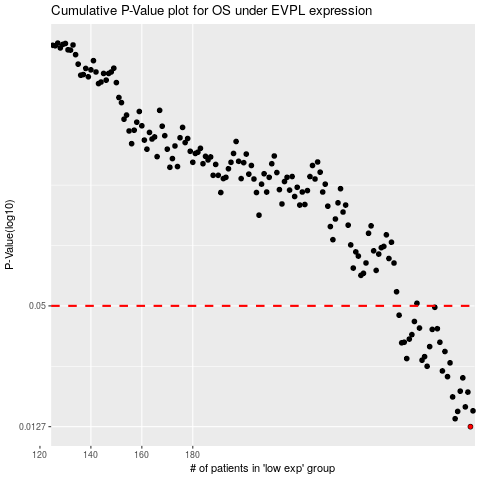 Cumulative P-Value plot for OS under EVPL expression
P-Value(log10)
0.05
0.0127
120 140 160 180
# of patients in 'low exp' group